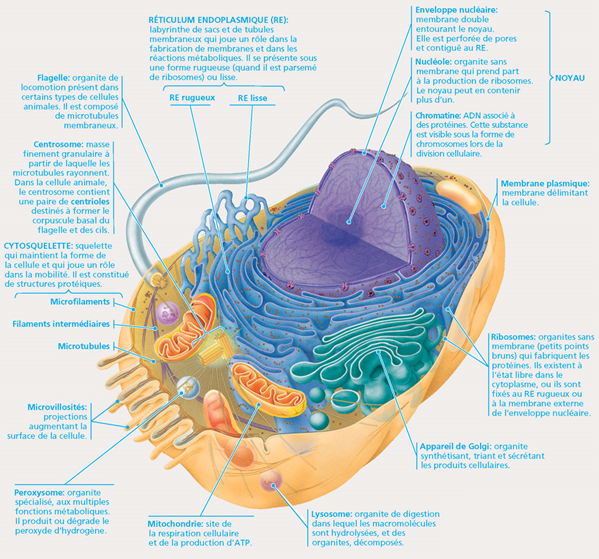 RÉTICULUM ENDOPLASMIQUE (RE):
labyrinthe de sacs et de tubules
membraneux qui joue un rôle dans la
fabrication de membranes et dans les
réactions métaboliques. Il se présente sous
une forme rugueuse (quand il est parsemé
de ribosomes) ou lisse.
RE rugueux
RE lisse
Enveloppe nucléaire:
membrane double
entourant le noyau.
Elle est perforée de pores
et contiguë au RE.
Nucléole: organite sans
membrane qui prend part
à la production de ribosomes.
Le noyau peut en contenir
plus d'un.
Chromatine: ADN associé à
des protéines. Cette substance
est visible sous la forme de
chromosomes lors de la
division cellulaire.
NOYAU
Flagelle: organite de
locomotion présent dans
certains types de cellules
animales. Il est composé
de microtubules
membraneux.
Centrosome: masse
finement granulaire à
partir de laquelle les
microtubules rayonnent.
Dans la cellule animale,
le centrosome contient
une paire de centrioles
destinés à former le
corpuscule basal du
flagelle et des cils.
CYTOSQUELETTE: squelette
qui maintient la forme de
la cellule et qui joue un rôle
dans la mobilité. Il est constitué
de structures protéiques.
Microfilaments
Filaments intermédiaires
Microtubules
Microvillosités:
projections
augmentant la
surface de la cellule.
Peroxysome: organite
spécialisé, aux multiples
fonctions métaboliques.
Il produit ou dégrade le
peroxyde d'hydrogène.
Mitochondrie: site de
la respiration cellulaire
et de la production d'ATP.
Lysosome: organite de digestion
dans lequel les macromolécules
sont hydrolysées, et des
organites, décomposés.
Appareil de Golgi: organite
synthétisant, triant et sécrétant
les produits cellulaires.
Ribosomes: organites sans
membrane (petits points
bruns) qui fabriquent les
protéines. Ils existent à
l'état libre dans le
cytoplasme, ou ils sont
fixés au RE rugueux ou
à la membrane externe
de l'enveloppe nucléaire.
Membrane plasmique:
membrane délimitant
la cellule.